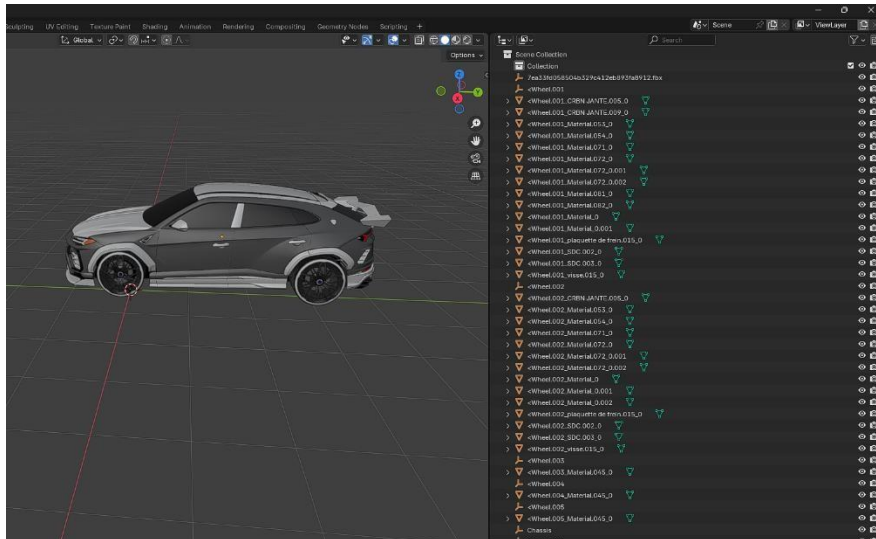 Sculpting UV Editing Texture Paint Shading Animation Rendering Compositing Geometry Nodes Scripting +
Scene
ViewLayer
Global
Options
Search
Z
Y
X
Scene Collection
Collection
<Wheel.001
<Wheel.001_CRBN JANTE.005_0
<Wheel.001_CRBN JANTE.009_0
<Wheel.001_Material.053_0
<Wheel.001_Material.054_0
<Wheel.001_Material.071_0
<Wheel.001_Material.072_0
<Wheel.001_Material.072_0.001
<Wheel.001_Material.072_0.002
<Wheel.001_Material.081_0
<Wheel.001_Material.082_0
<Wheel.001_Material_0
<Wheel.001_Material_0.001
<Wheel.001_plaquette de frein.015_0
<Wheel.001_SDC.002_0
<Wheel.001_SDC.003_0
<Wheel.001_visse.015_0
<Wheel.002
<Wheel.002_CRBN JANTE.005_0
<Wheel.002_Material.053_0
<Wheel.002_Material.054_0
<Wheel.002_Material.071_0
<Wheel.002_Material.072_0
<Wheel.002_Material.072_0.001
<Wheel.002_Material.072_0.002
<Wheel.002_Material_0
<Wheel.002_Material_0.001
<Wheel.002_Material_0.002
<Wheel.002_plaquette de frein.015_0
<Wheel.002_SDC.002_0
<Wheel.002_SDC.003_0
<Wheel.002_visse.015_0
<Wheel.003
<Wheel.003_Material.045_0
<Wheel.004
<Wheel.004_Material.045_0
<Wheel.005
<Wheel.005_Material.045_0
Chassis